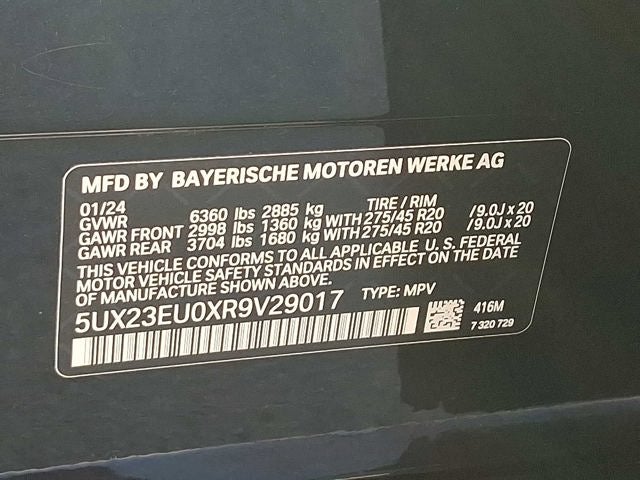 MFD BY BAYERISCHE MOTOREN WERKE AG
01/24 TIRE / RIM
GVWR 6360 lbs 2885 kg
GAWR FRONT 2998 lbs 1360 kg WITH 275/45 R20 /9.0J x 20
GAWR REAR 3704 lbs 1680 kg WITH 275/45 R20 /9.0J x 20
THIS VEHICLE CONFORMS TO ALL APPLICABLE U. S. FEDERAL
MOTOR VEHICLE SAFETY STANDARDS IN EFFECT ON THE DATE
OF MANUFACTURE SHOWN ABOVE.
5UX23EU0XR9V29017 TYPE: MPV
416M
7 320 729